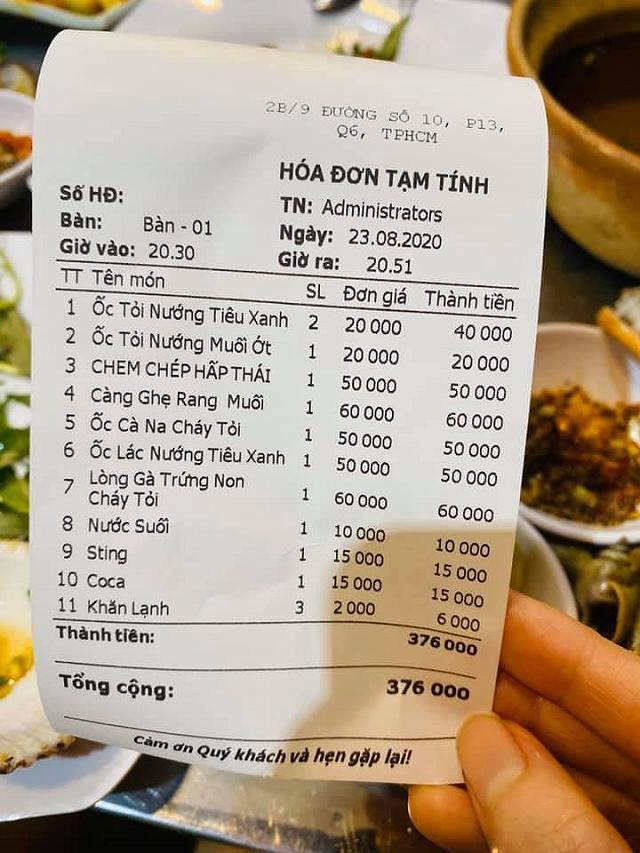 2B/9 ĐƯỜNG SỐ 10, P13,
Q6, TPHCM
HÓA ĐƠN TẠM TÍNH
Số HĐ:
TN: Administrators
Bàn: Bàn - 01
Ngày: 23.08.2020
Giờ vào: 20.30
Giờ ra: 20.51
TT Tên món SL Đơn giá Thành tiền
1 Ốc Tỏi Nướng Tiêu Xanh 2 20 000 40 000
2 Ốc Tỏi Nướng Muối Ớt 1 20 000 20 000
3 CHEM CHÉP HẤP THÁI 1 50 000 50 000
4 Càng Ghẹ Rang Muối 1 60 000 60 000
5 Ốc Cà Na Cháy Tỏi 1 50 000 50 000
6 Ốc Lác Nướng Tiêu Xanh 1 50 000 50 000
7 Lòng Gà Trứng Non
Cháy Tỏi 1 60 000 60 000
8 Nước Suối 1 10 000 10 000
9 Sting 1 15 000 15 000
10 Coca 1 15 000 15 000
11 Khăn Lạnh 3 2 000 6 000
Thành tiền: 376 000
Tổng cộng: 376 000
Cảm ơn Quý khách và hẹn gặp lại!